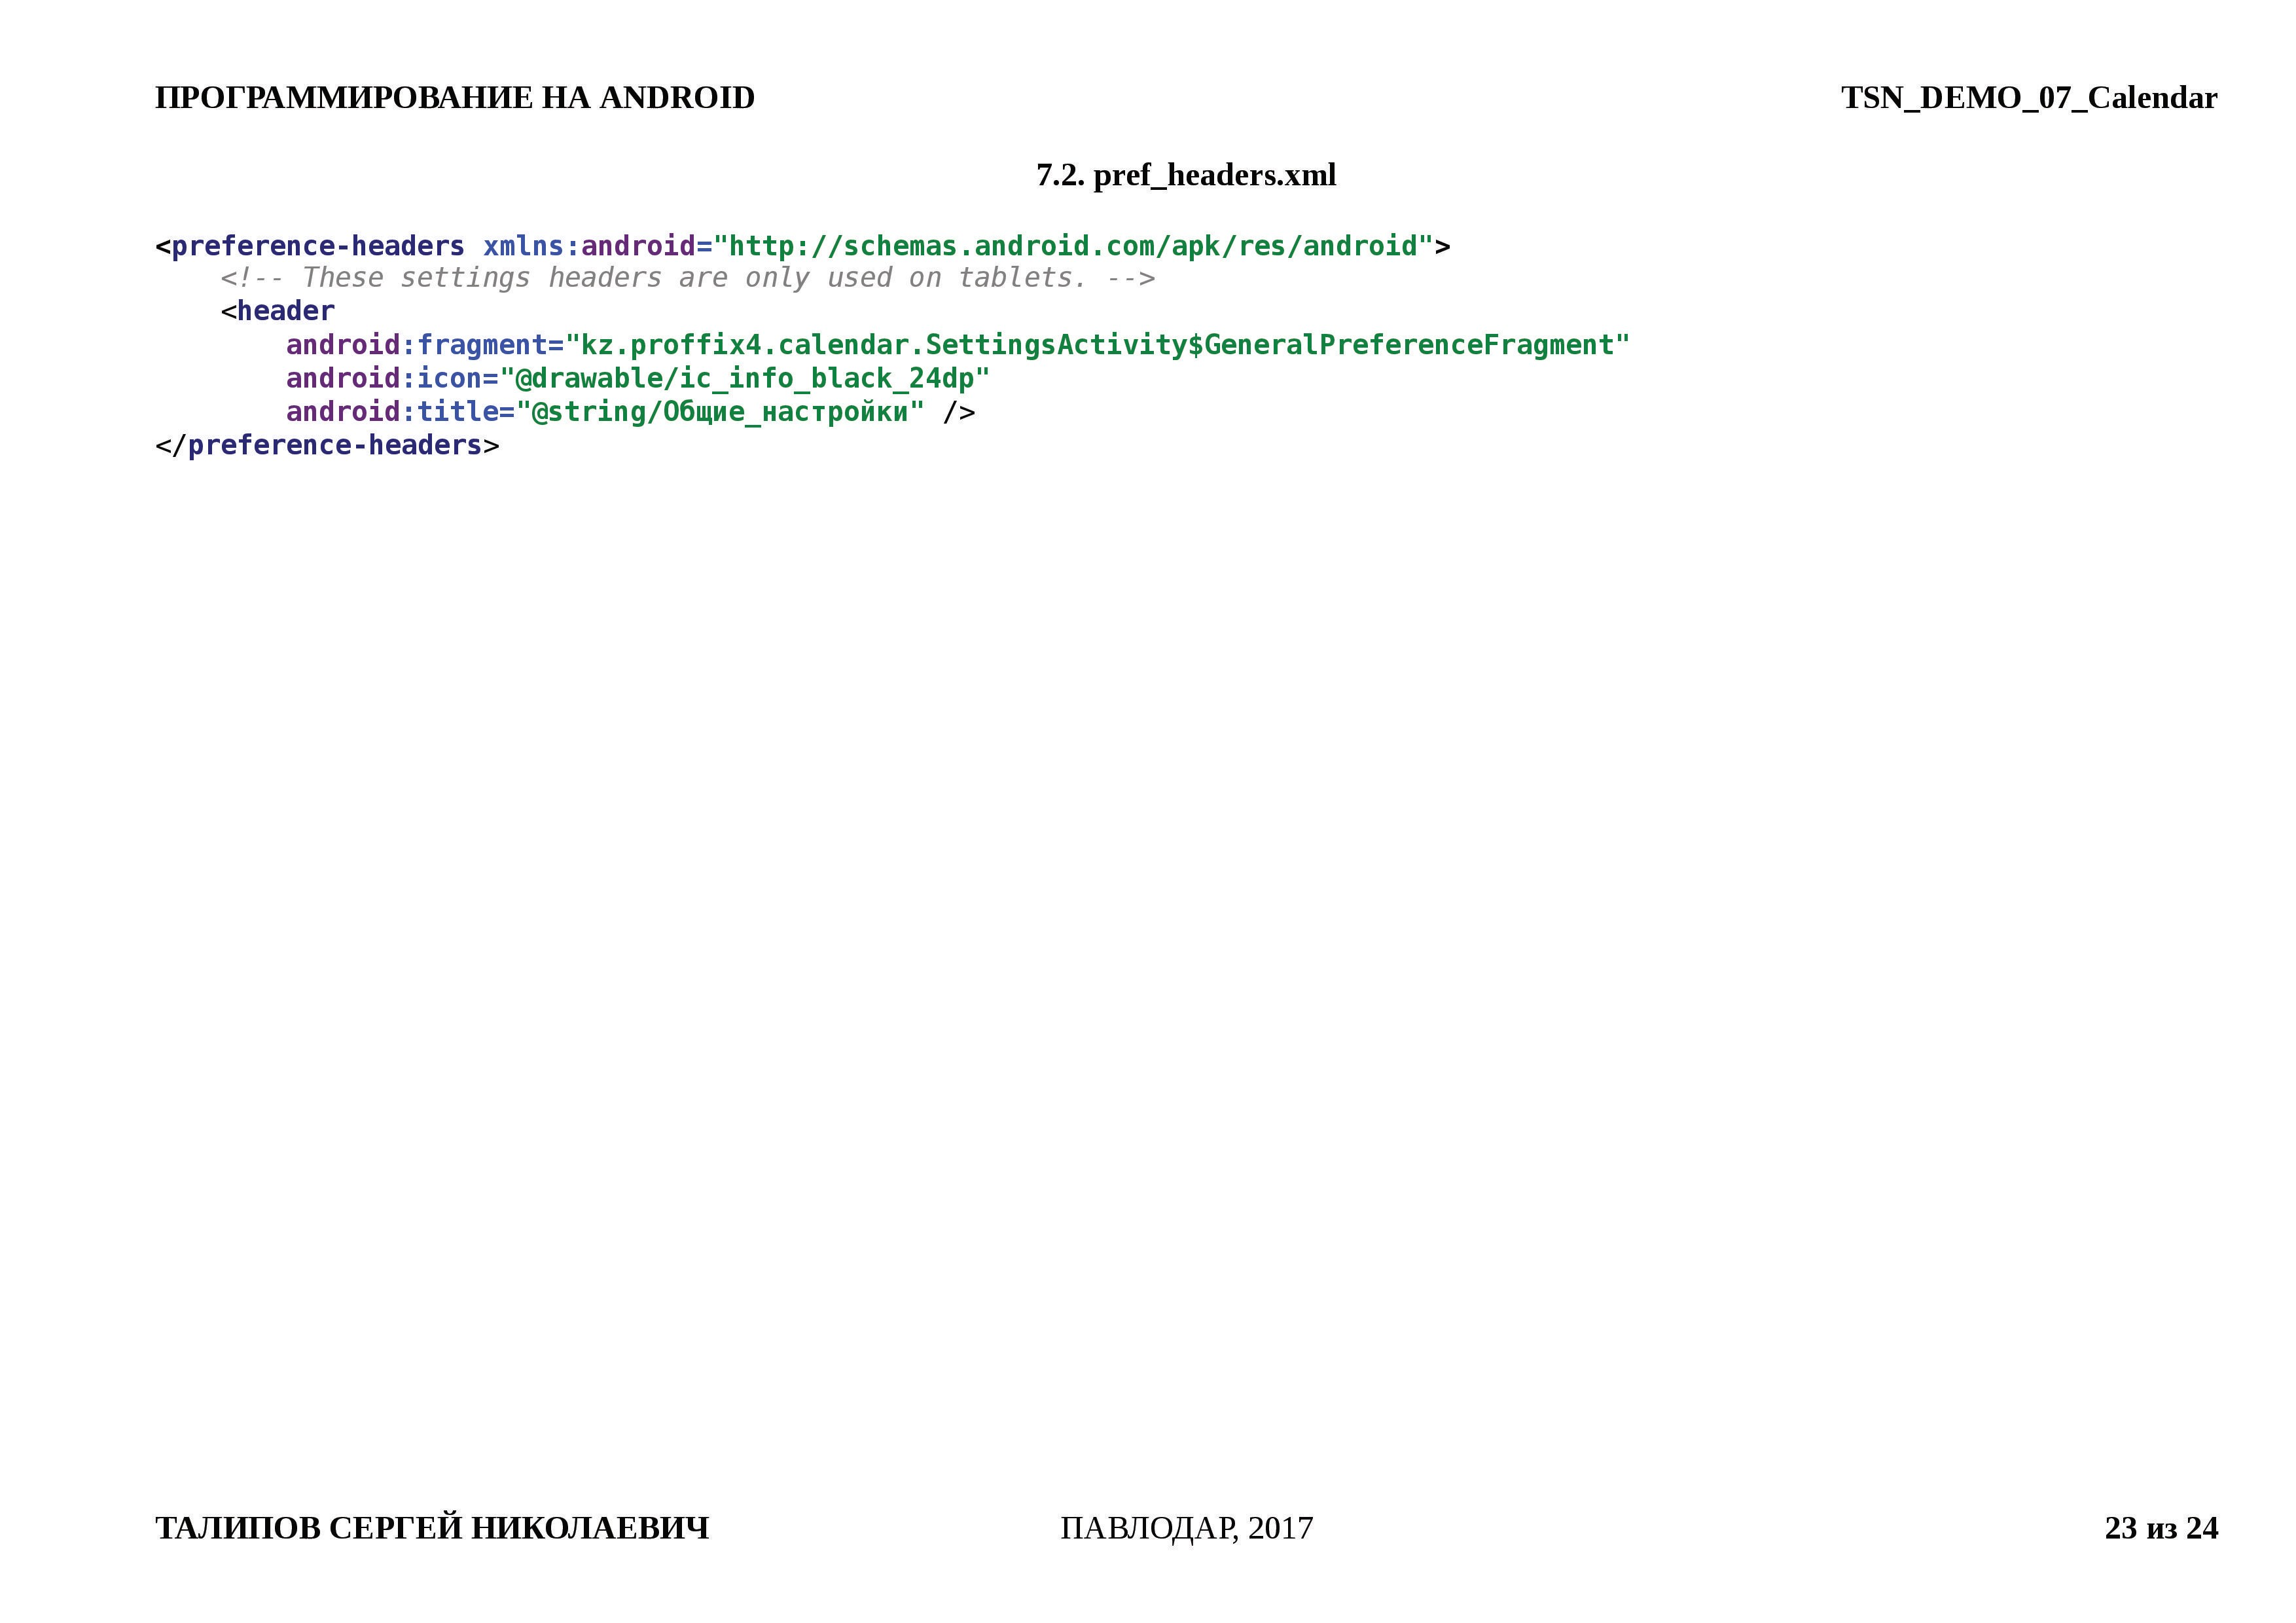 ПРОГРАММИРОВАНИЕ НА ANDROID TSN_DEMO_07_Calendar
7.2. pref_headers.xml
<preference-headers xmlns:android="http://schemas.android.com/apk/res/android">
    <!-- These settings headers are only used on tablets. -->
    <header
        android:fragment="kz.proffix4.calendar.SettingsActivity$GeneralPreferenceFragment"
        android:icon="@drawable/ic_info_black_24dp"
        android:title="@string/Общие_настройки" />
</preference-headers>
ТАЛИПОВ СЕРГЕЙ НИКОЛАЕВИЧ ПАВЛОДАР, 2017 23 из 24